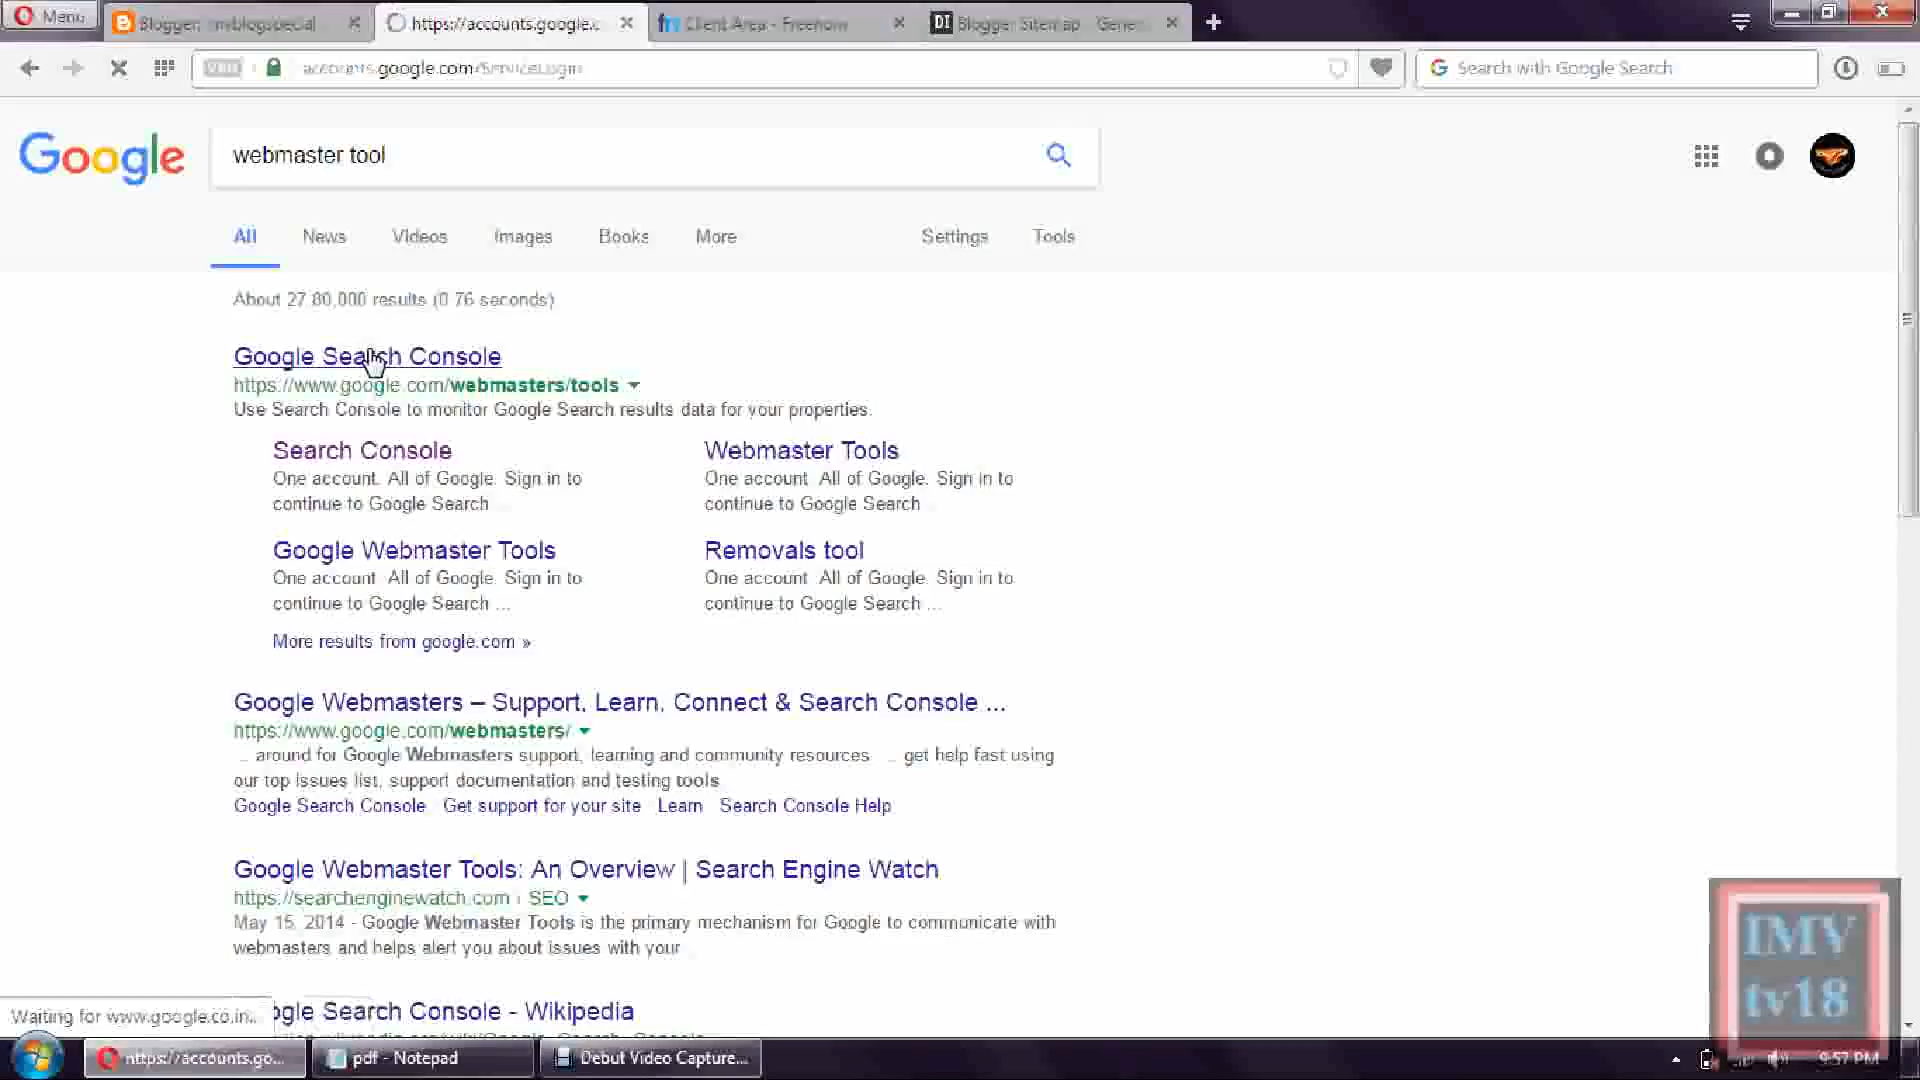 Menu
Blogger: imvblogspecial
https://accounts.google.c
Client Area - Freenom
Blogger Sitemap Gener
VPN
accounts.google.com/ServiceLogin
Search with Google Search
Google
webmaster tool
All
News
Videos
Images
Books
More
Settings
Tools
About 27,80,000 results (0.76 seconds)
Google Search Console
https://www.google.com/webmasters/tools
Use Search Console to monitor Google Search results data for your properties.
Search Console
One account. All of Google. Sign in to
continue to Google Search ...
Webmaster Tools
One account. All of Google. Sign in to
continue to Google Search ...
Google Webmaster Tools
One account. All of Google. Sign in to
continue to Google Search ...
Removals tool
One account. All of Google. Sign in to
continue to Google Search ...
More results from google.com »
Google Webmasters – Support, Learn, Connect & Search Console ...
https://www.google.com/webmasters/
... around for Google Webmasters support, learning and community resources ... get help fast using
our top issues list, support documentation and testing tools
Google Search Console
Get support for your site
Learn
Search Console Help
Google Webmaster Tools: An Overview | Search Engine Watch
https://searchenginewatch.com › SEO
May 15, 2014 - Google Webmaster Tools is the primary mechanism for Google to communicate with
webmasters and helps alert you about issues with your
ogle Search Console - Wikipedia
Waiting for www.google.co.in...
https://accounts.go...
pdf - Notepad
Debut Video Capture...
9:57 PM
IMV
tv18